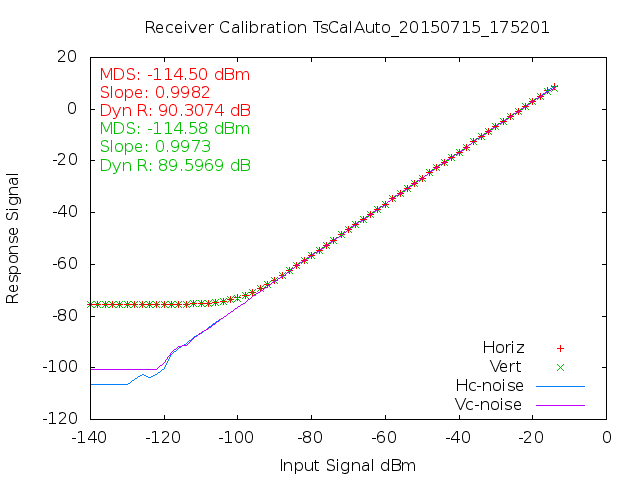 Receiver Calibration TsCalAuto_20150715_175201
20
0
-20
-40
-60
-80
-100
-120
Response Signal
MDS: -114.50 dBm
Slope: 0.9982
Dyn R: 90.3074 dB
MDS: -114.58 dBm
Slope: 0.9973
Dyn R: 89.5969 dB
Horiz
Vert
Hc-noise
Vc-noise
-140 -120 -100 -80 -60 -40 -20 0
Input Signal dBm